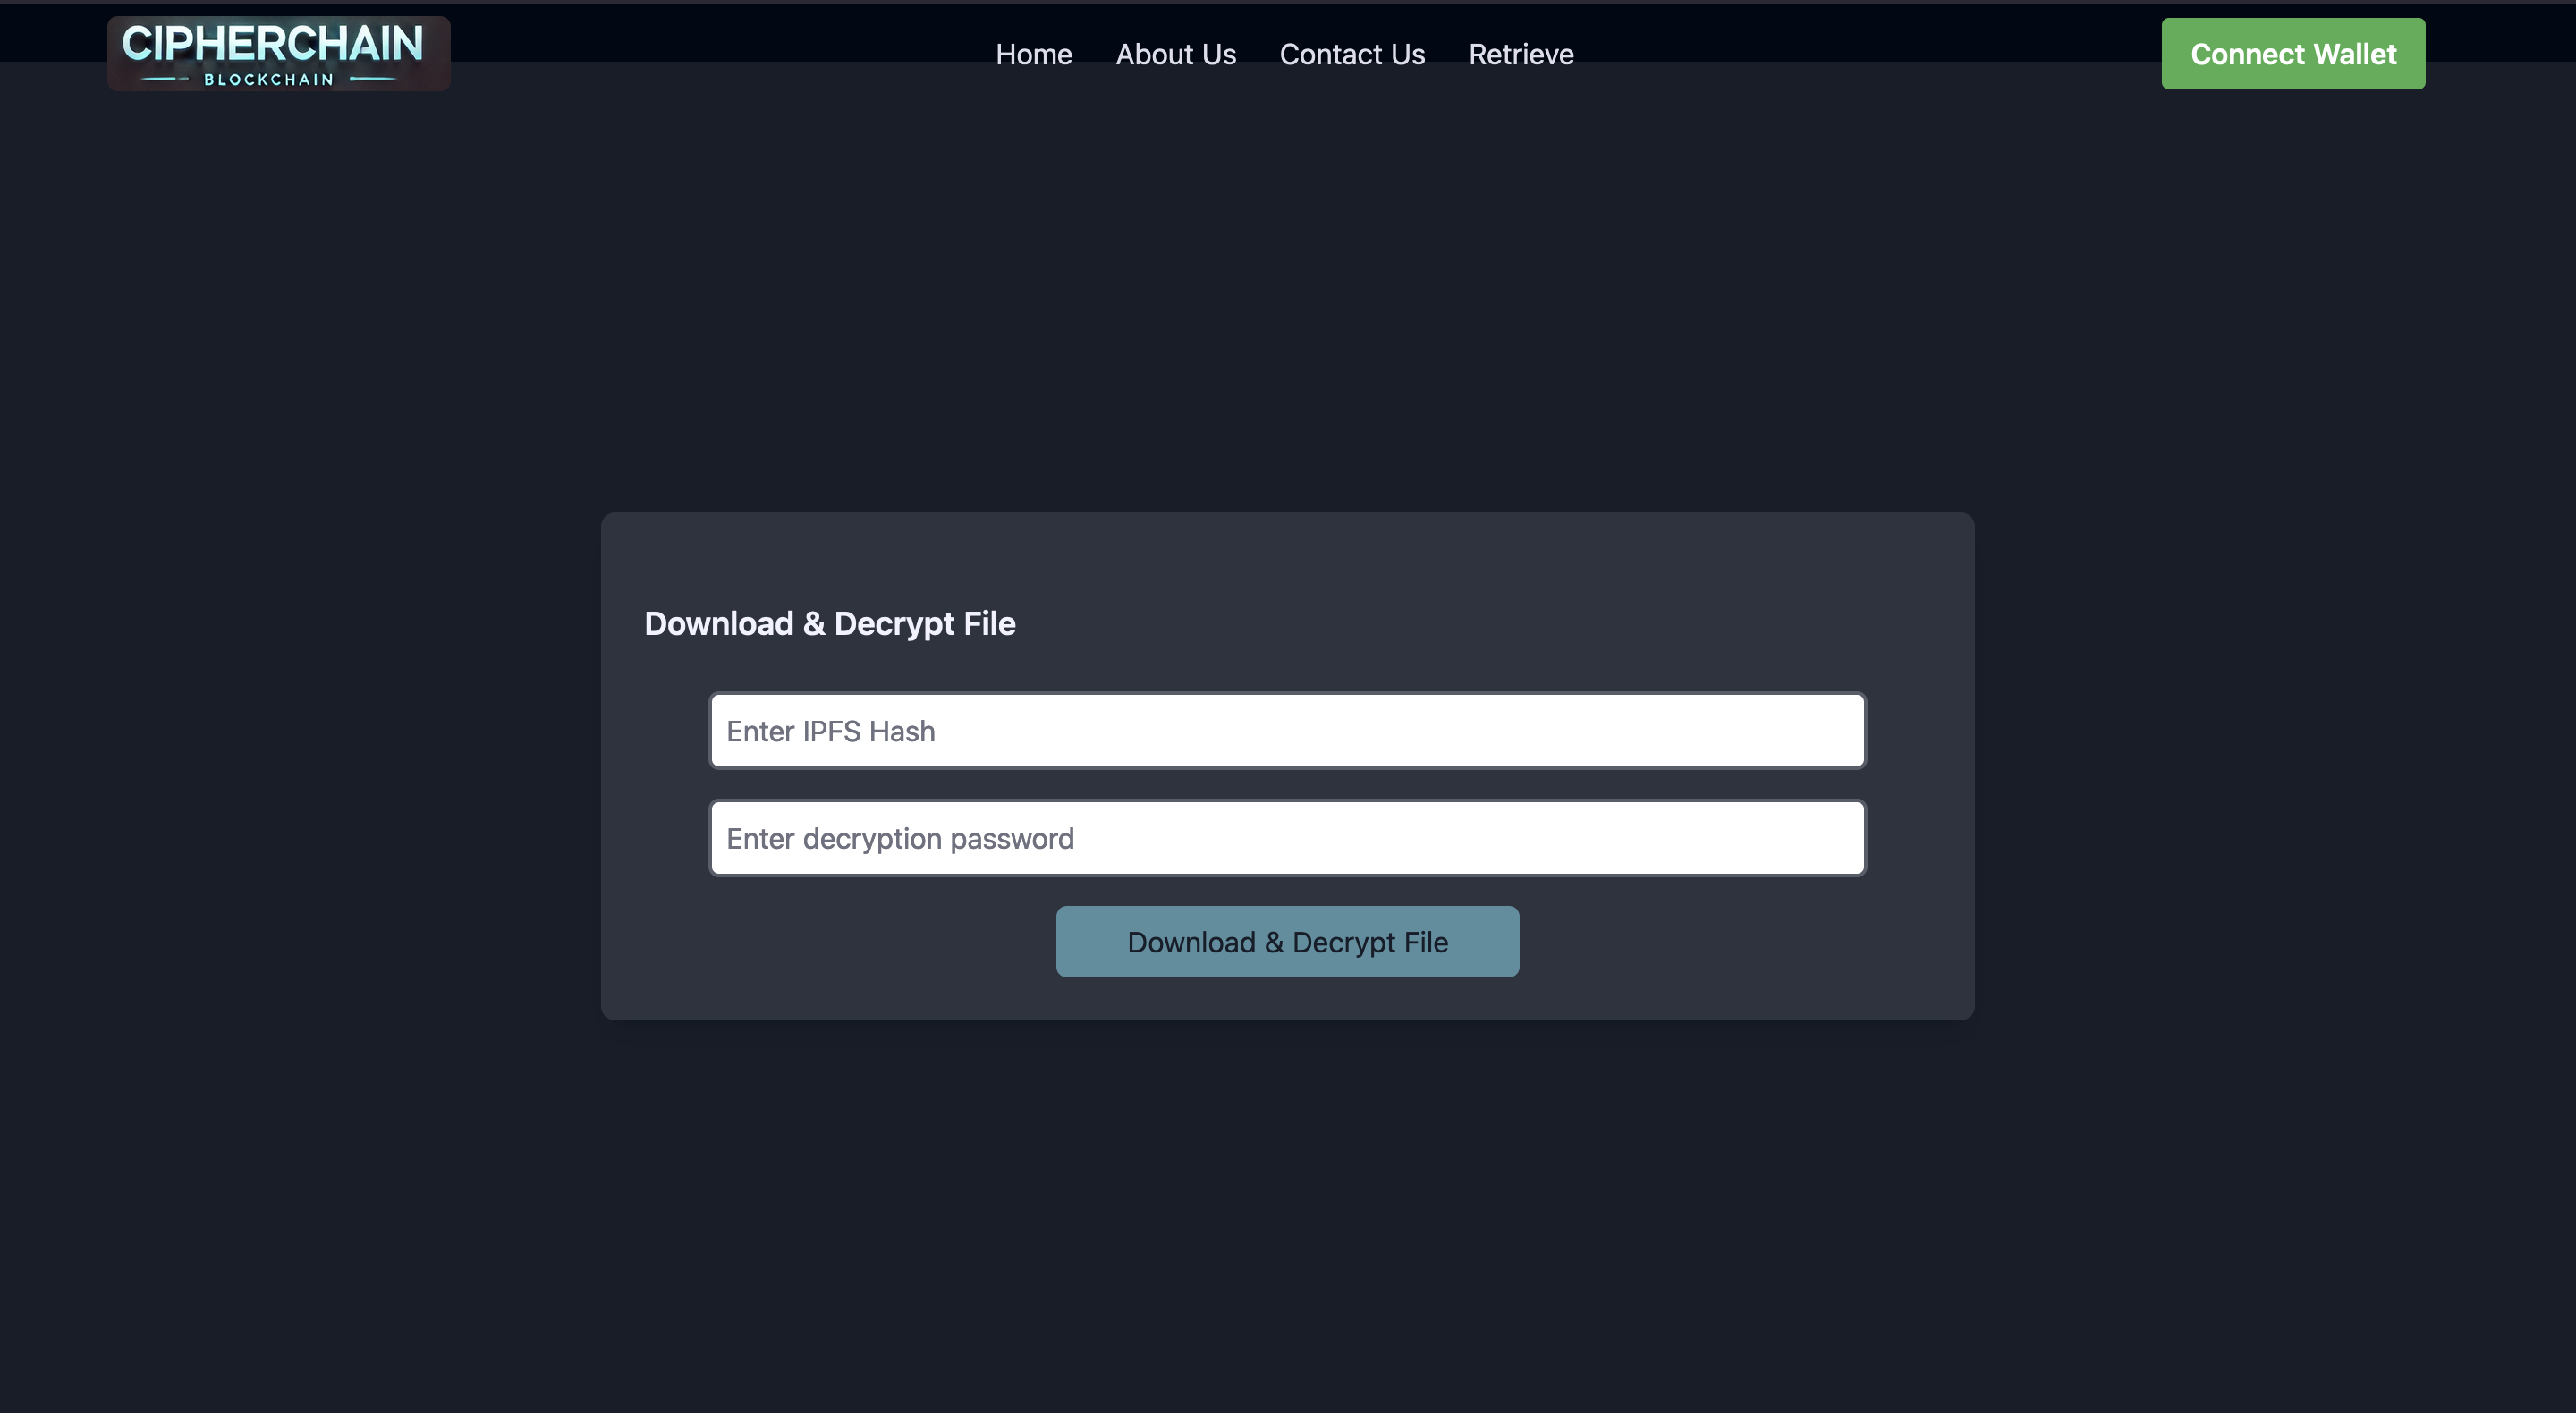 CIPHERCHAIN
BLOCKCHAIN
Home About Us Contact Us Retrieve
Connect Wallet
Download & Decrypt File
Enter IPFS Hash
Enter decryption password
Download & Decrypt File